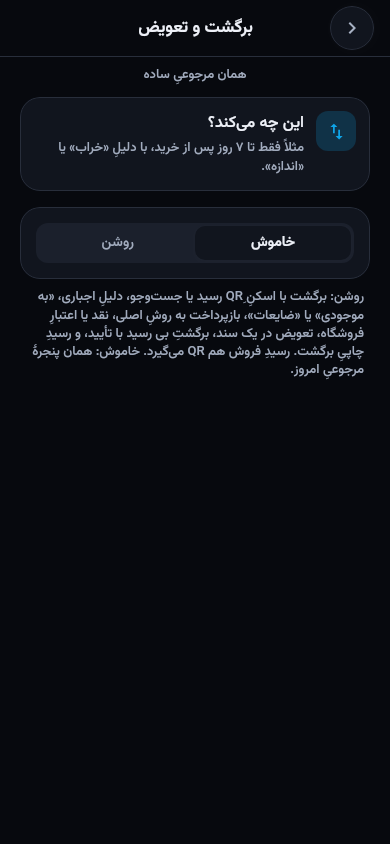 برگشت و تعویض
همان مرجوعیِ ساده
این چه می‌کند؟
مثلاً فقط تا ۷ روز پس از خرید، با دلیلِ «خراب» یا
«اندازه».
خاموش
روشن
روشن: برگشت با اسکنِ QR رسید یا جست‌وجو، دلیلِ اجباری، «به
موجودی» یا «ضایعات»، بازپرداخت به روشِ اصلی، نقد یا اعتبارِ
فروشگاه، تعویض در یک سند، برگشتِ بی رسید با تأیید، و رسیدِ
چاپیِ برگشت. رسیدِ فروش هم QR می‌گیرد. خاموش: همان پنجرهٔ
مرجوعیِ امروز.